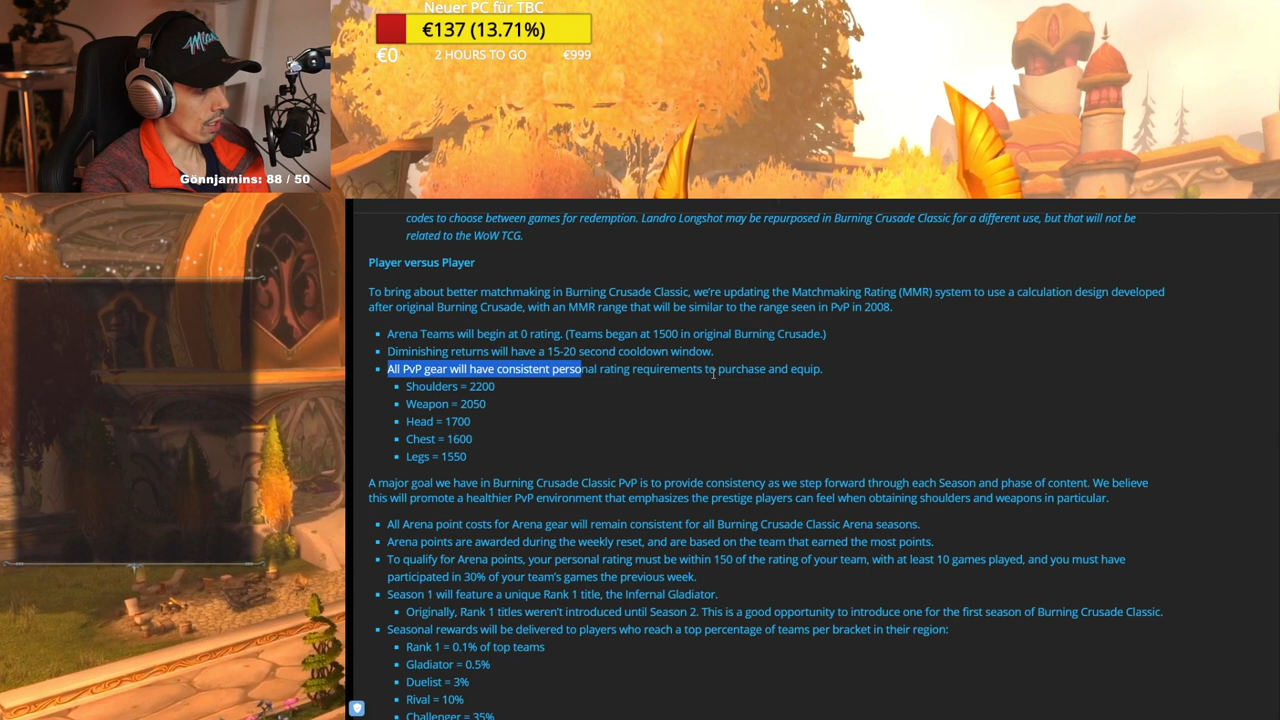 Neuer PC für TBC
€137 (13.71%)
€0 2 HOURS TO GO €999
Miami
Gönnjamins: 88 / 50
codes to choose between games for redemption. Landro Longshot may be repurposed in Burning Crusade Classic for a different use, but that will not be
related to the WoW TCG.
Player versus Player
To bring about better matchmaking in Burning Crusade Classic, we're updating the Matchmaking Rating (MMR) system to use a calculation design developed
after original Burning Crusade, with an MMR range that will be similar to the range seen in PvP in 2008.
▪ Arena Teams will begin at 0 rating. (Teams began at 1500 in original Burning Crusade.)
▪ Diminishing returns will have a 15-20 second cooldown window.
▪ All PvP gear will have consistent personal rating requirements to purchase and equip.
▪ Shoulders = 2200
▪ Weapon = 2050
▪ Head = 1700
▪ Chest = 1600
▪ Legs = 1550
A major goal we have in Burning Crusade Classic PvP is to provide consistency as we step forward through each Season and phase of content. We believe
this will promote a healthier PvP environment that emphasizes the prestige players can feel when obtaining shoulders and weapons in particular.
▪ All Arena point costs for Arena gear will remain consistent for all Burning Crusade Classic Arena seasons.
▪ Arena points are awarded during the weekly reset, and are based on the team that earned the most points.
▪ To qualify for Arena points, your personal rating must be within 150 of the rating of your team, with at least 10 games played, and you must have
participated in 30% of your team's games the previous week.
▪ Season 1 will feature a unique Rank 1 title, the Infernal Gladiator.
▪ Originally, Rank 1 titles weren't introduced until Season 2. This is a good opportunity to introduce one for the first season of Burning Crusade Classic.
▪ Seasonal rewards will be delivered to players who reach a top percentage of teams per bracket in their region:
▪ Rank 1 = 0.1% of top teams
▪ Gladiator = 0.5%
▪ Duelist = 3%
▪ Rival = 10%
▪ Challenger = 35%